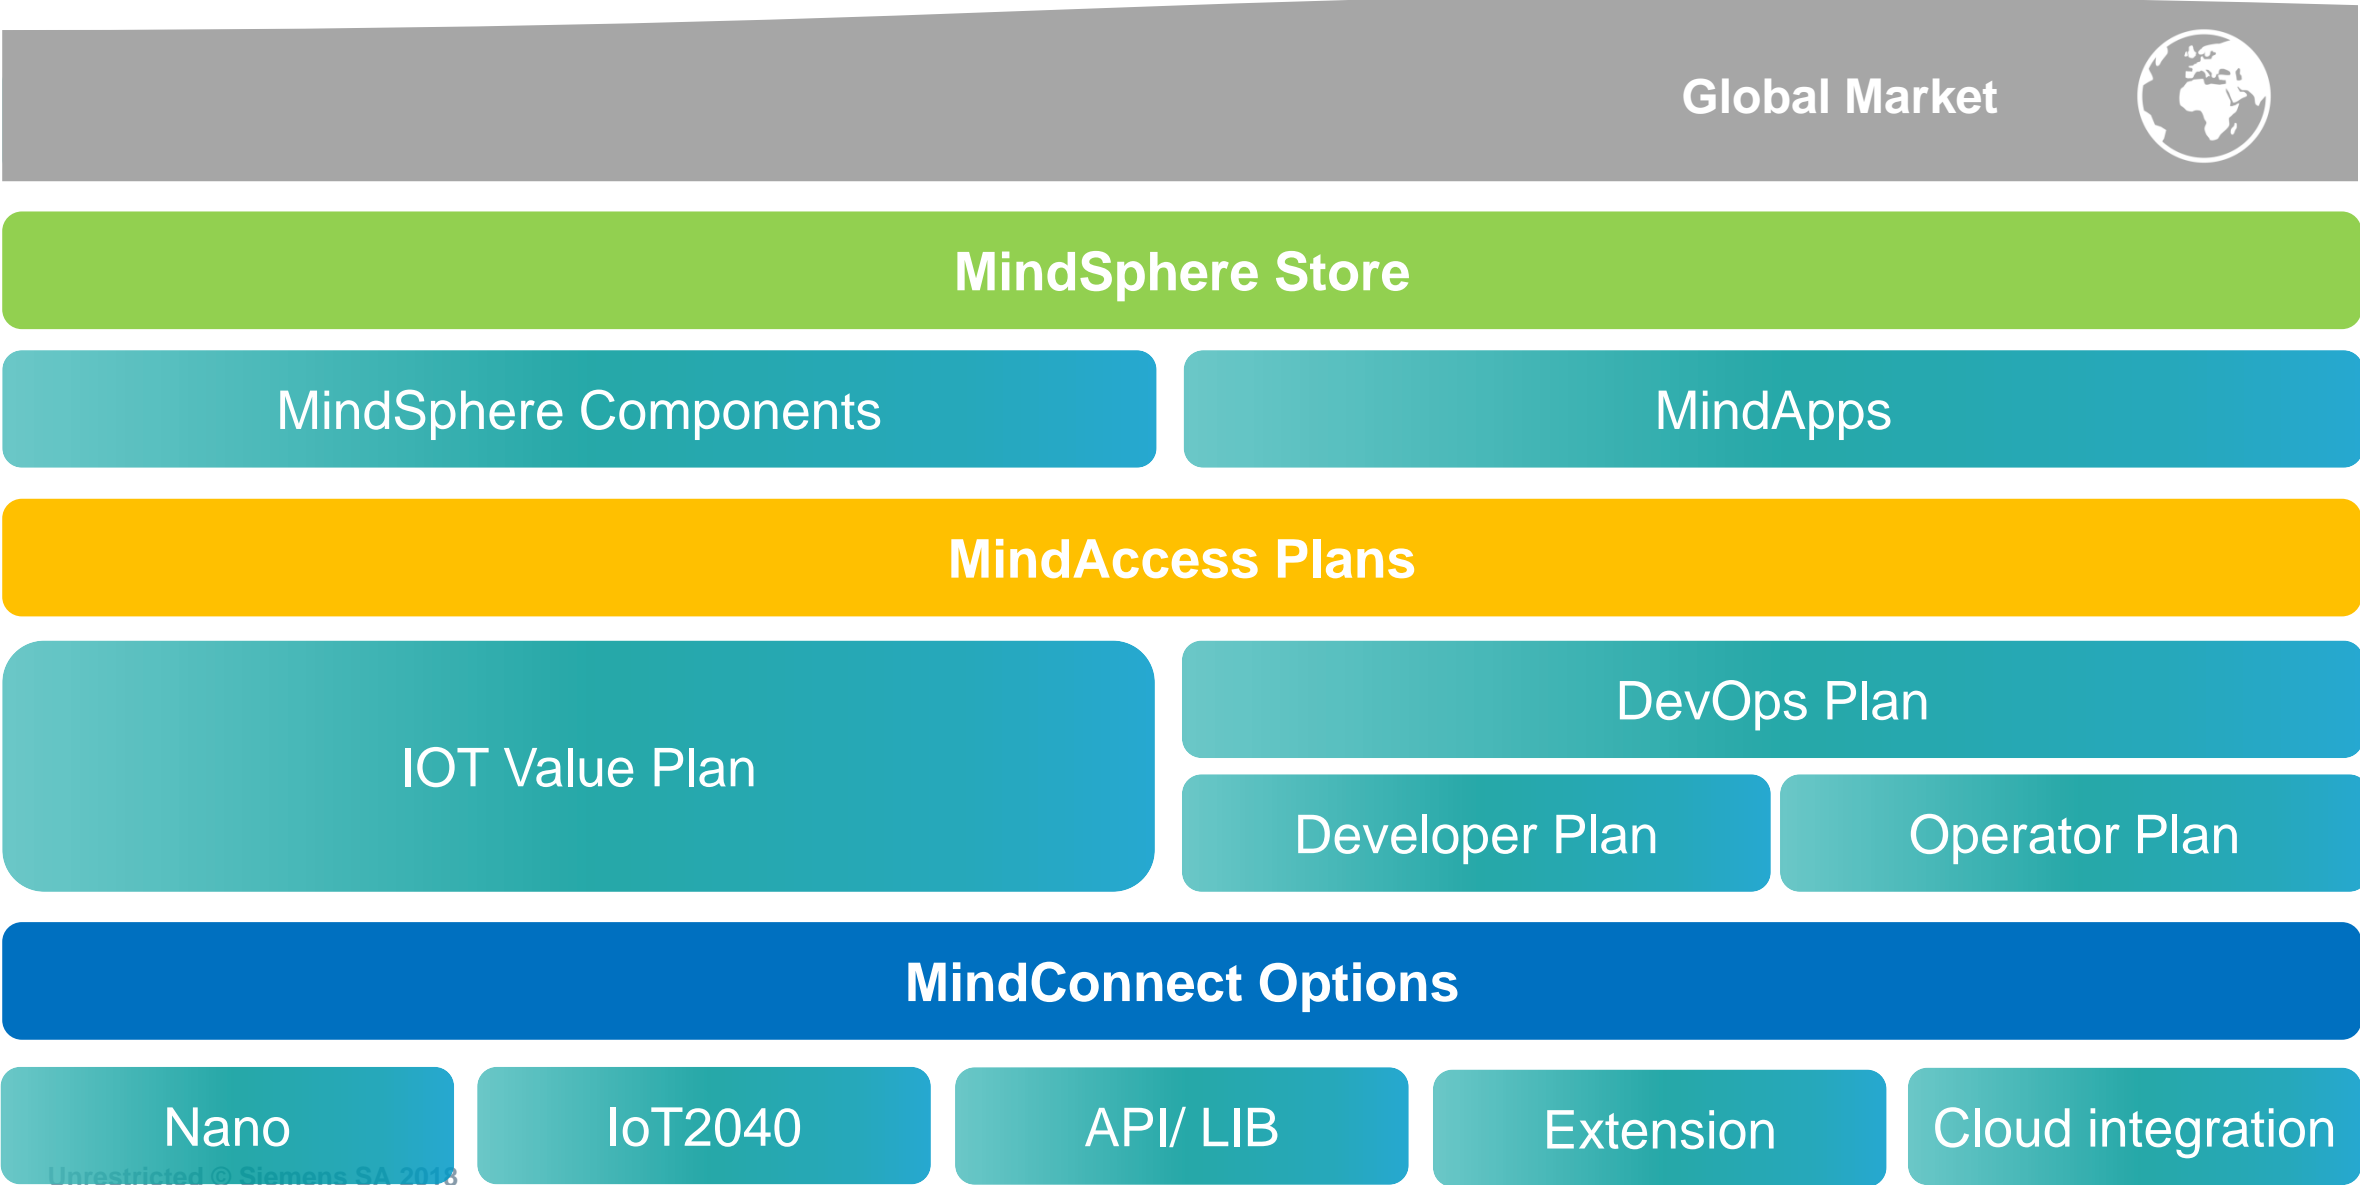 Global Market
MindSphere Store
MindSphere Components
MindApps
MindAccess Plans
IOT Value Plan
DevOps Plan
Developer Plan
Operator Plan
MindConnect Options
Nano
IoT2040
API/ LIB
Extension
Cloud integration
Unrestricted © Siemens SA 2018